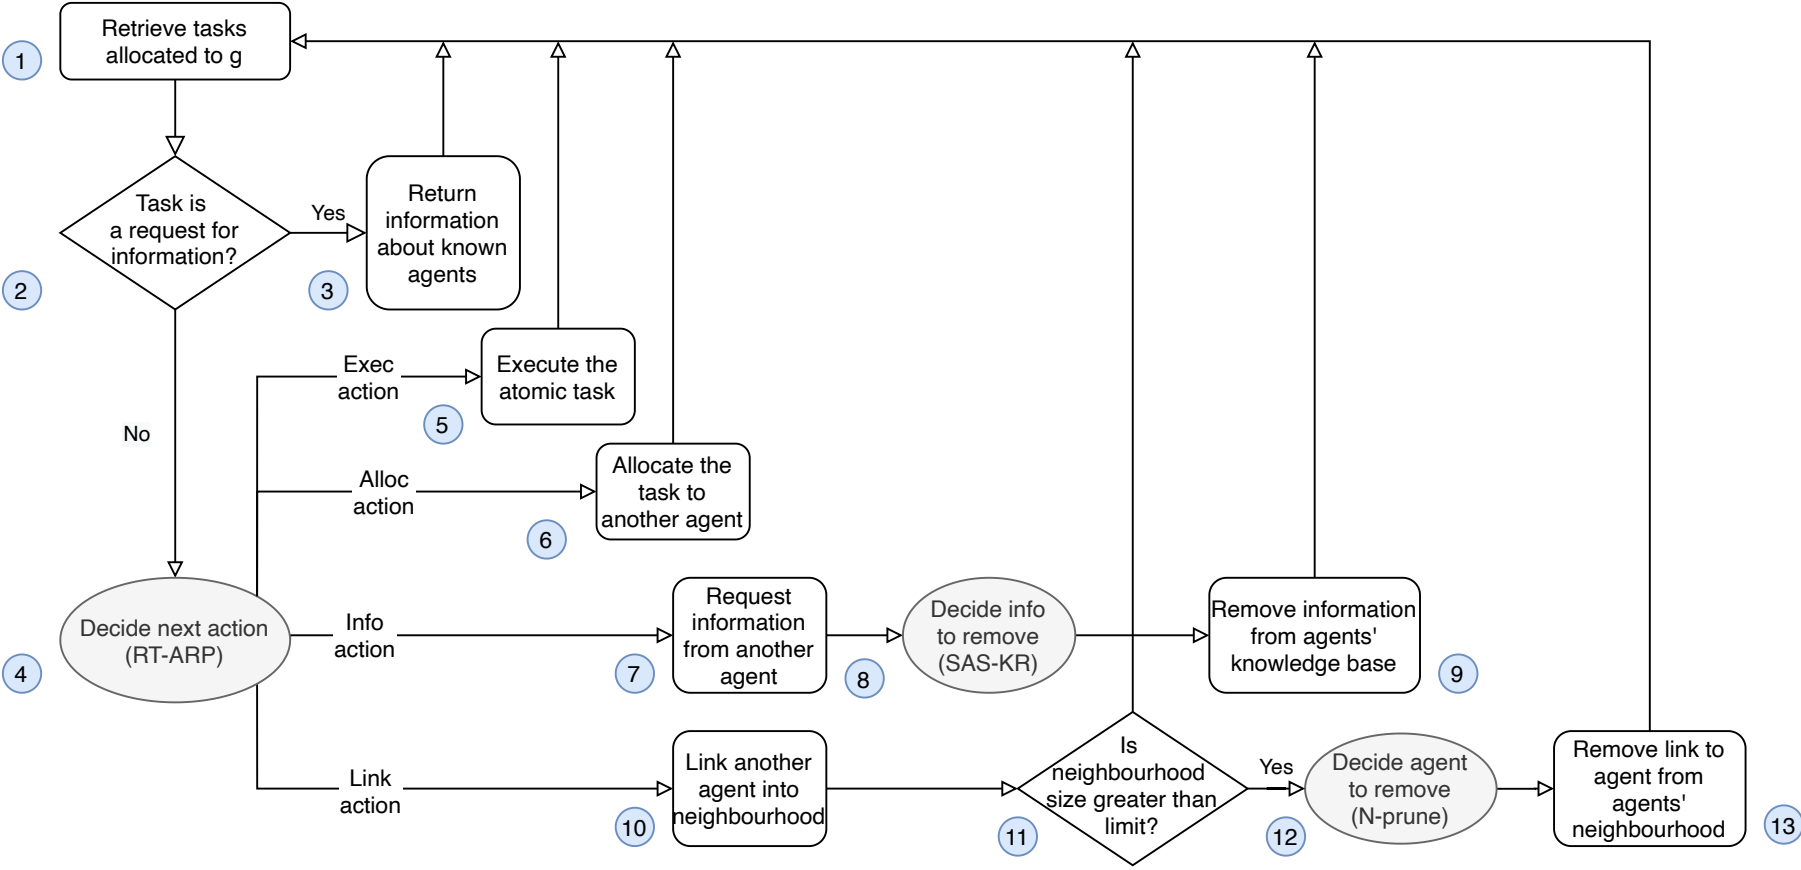 Retrieve tasks
allocated to g
1
Task is
a request for
information?
2
Yes
3
Return
information
about known
agents
Exec
action
5
Execute the
atomic task
No
Alloc
action
6
Allocate the
task to
another agent
Decide next action
(RT-ARP)
4
Info
action
7
Request
information
from another
agent
8
Decide info
to remove
(SAS-KR)
Remove information
from agents'
knowledge base
9
Link
action
10
Link another
agent into
neighbourhood
11
Is
neighbourhood
size greater than
limit?
Yes
12
Decide agent
to remove
(N-prune)
Remove link to
agent from
agents'
neighbourhood
13